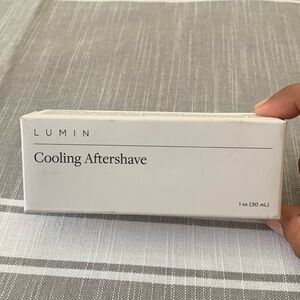 LUMIN
Cooling Aftershave
1 oz (30 mL)